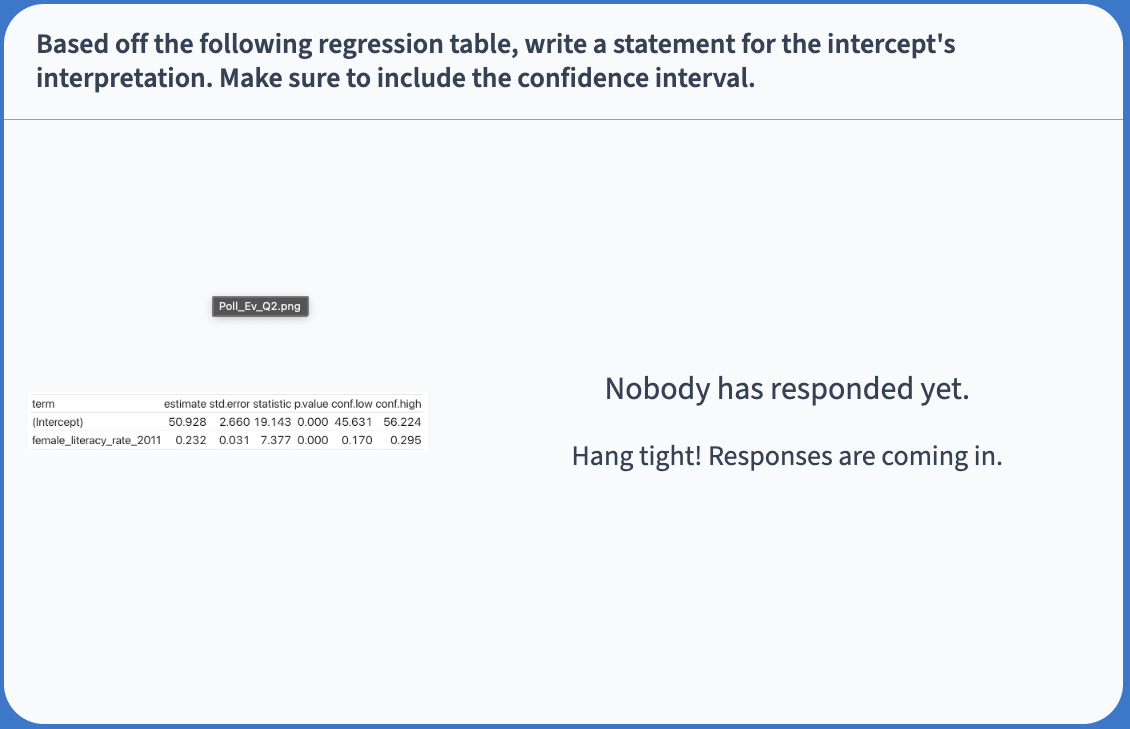 Based off the following regression table, write a statement for the intercept's
interpretation. Make sure to include the confidence interval.
Poll_Ev_Q2.png
term estimate std.error statistic p.value conf.low conf.high
(Intercept) 50.928 2.660 19.143 0.000 45.631 56.224
female_literacy_rate_2011 0.232 0.031 7.377 0.000 0.170 0.295
Nobody has responded yet.
Hang tight! Responses are coming in.